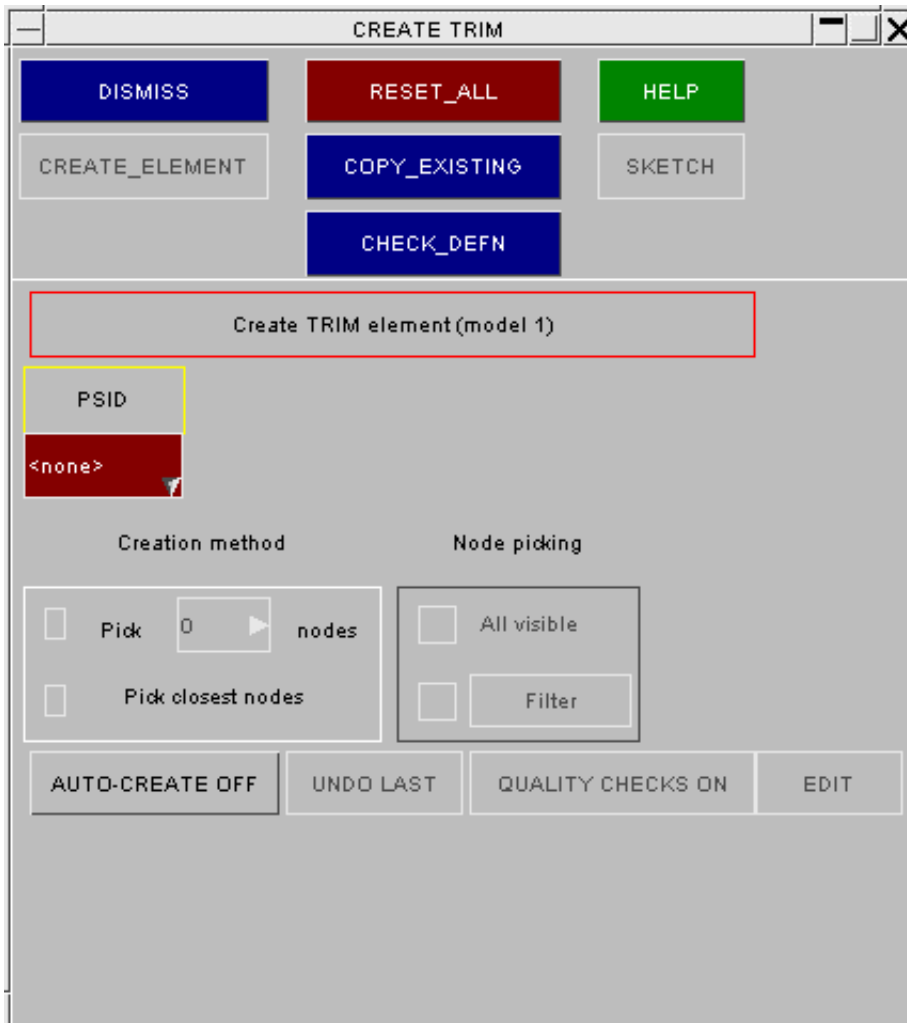 CREATE TRIM
DISMISS RESET_ALL HELP
CREATE_ELEMENT COPY_EXISTING SKETCH
CHECK_DEFN
Create TRIM element (model 1)
PSID
<none>
Creation method Node picking
Pick 0 nodes All visible
Pick closest nodes Filter
AUTO-CREATE OFF UNDO LAST QUALITY CHECKS ON EDIT